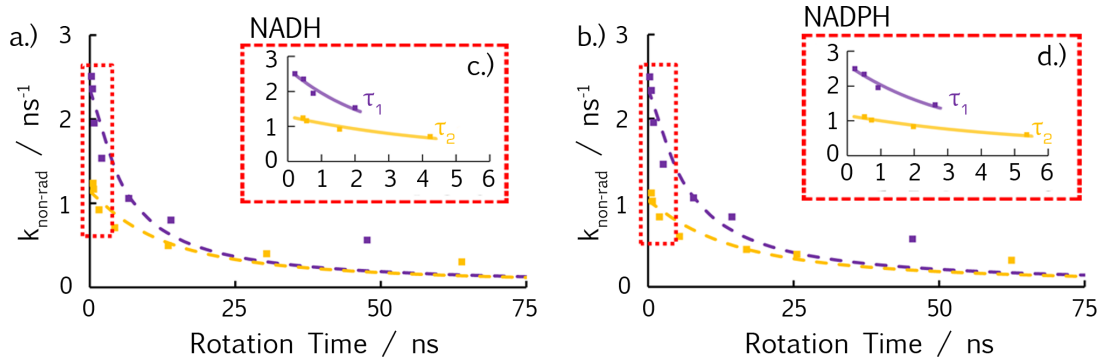 a.)
NADH
3
2
1
0
k_non-rad / ns⁻¹
0 25 50 75
Rotation Time / ns
c.)
3
2
1
0
0 1 2 3 4 5 6
τ₁
τ₂
b.)
NADPH
3
2
1
0
k_non-rad / ns⁻¹
0 25 50 75
Rotation Time / ns
d.)
3
2
1
0
0 1 2 3 4 5 6
τ₁
τ₂